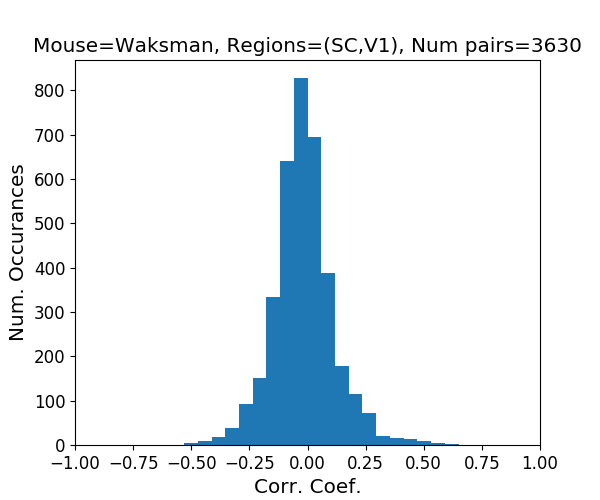 Mouse=Waksman, Regions=(SC,V1), Num pairs=3630
800
700
600
500
400
300
200
100
0
Num. Occurances
−1.00 −0.75 −0.50 −0.25 0.00 0.25 0.50 0.75 1.00
Corr. Coef.